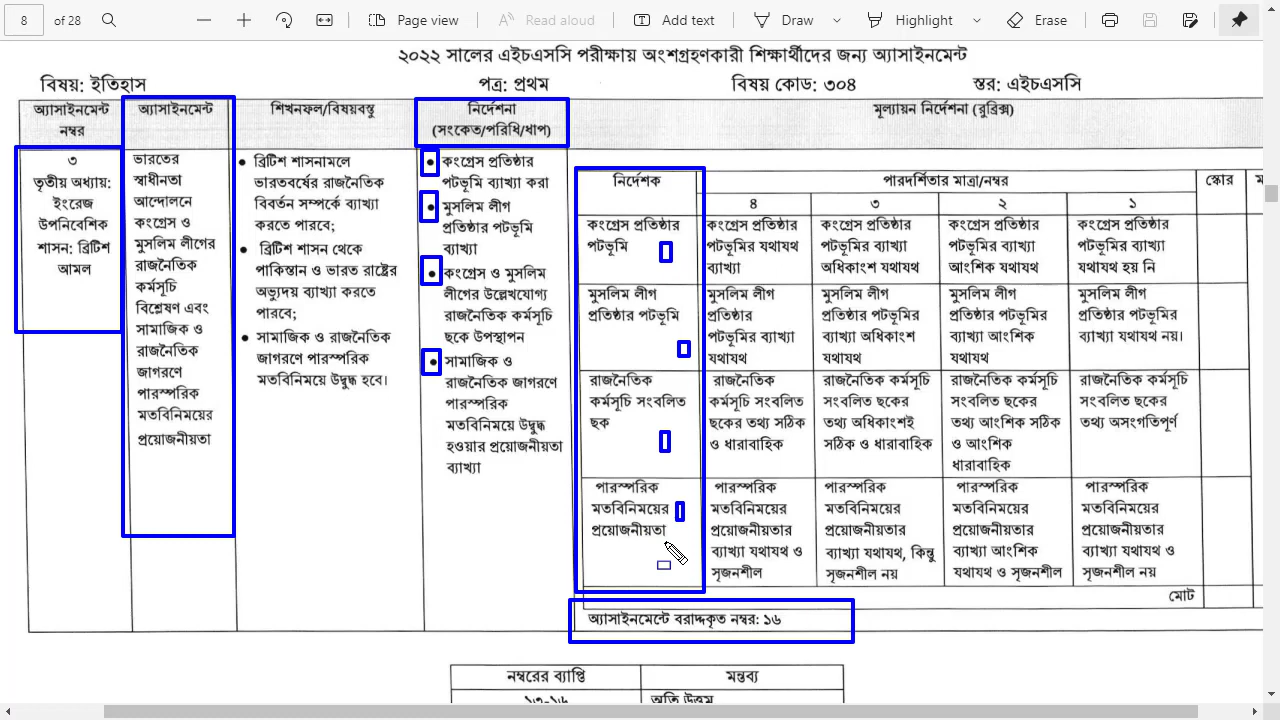 8 of 28 Page view Read aloud Add text Draw Highlight Erase
২০২২ সালের এইচএসসি পরীক্ষায় অংশগ্রহণকারী শিক্ষার্থীদের জন্য অ্যাসাইনমেন্ট
বিষয়: ইতিহাস পত্র: প্রথম বিষয় কোড: ৩০৪ স্তর: এইচএসসি
অ্যাসাইনমেন্ট
নম্বর
অ্যাসাইনমেন্ট
শিখনফল/বিষয়বস্তু
নির্দেশনা
(সংকেত/পরিধি/ধাপ)
মূল্যায়ন নির্দেশনা (রুব্রিক্স)
৩
তৃতীয় অধ্যায়:
ইংরেজ
উপনিবেশিক
শাসন: ব্রিটিশ
আমল
ভারতের
স্বাধীনতা
আন্দোলনে
কংগ্রেস ও
মুসলিম লীগের
রাজনৈতিক
কর্মসূচি
বিশ্লেষণ এবং
সামাজিক ও
রাজনৈতিক
জাগরণে
পারস্পরিক
মতবিনিময়ের
প্রয়োজনীয়তা
● ব্রিটিশ শাসনামলে
ভারতবর্ষের রাজনৈতিক
বিবর্তন সম্পর্কে ব্যাখ্যা
করতে পারবে;
● ব্রিটিশ শাসন থেকে
পাকিস্তান ও ভারত রাষ্ট্রের
অভ্যুদয় ব্যাখ্যা করতে
পারবে;
● সামাজিক ও রাজনৈতিক
জাগরণে পারস্পরিক
মতবিনিময়ে উদ্বুদ্ধ হবে।
● কংগ্রেস প্রতিষ্ঠার
পটভূমি ব্যাখ্যা করা
● মুসলিম লীগ
প্রতিষ্ঠার পটভূমি
ব্যাখ্যা
● কংগ্রেস ও মুসলিম
লীগের উল্লেখযোগ্য
রাজনৈতিক কর্মসূচি
ছকে উপস্থাপন
● সামাজিক ও
রাজনৈতিক জাগরণে
পারস্পরিক
মতবিনিময়ে উদ্বুদ্ধ
হওয়ার প্রয়োজনীয়তা
ব্যাখ্যা
নির্দেশক পারদর্শিতার মাত্রা/নম্বর স্কোর
৪ ৩ ২ ১
কংগ্রেস প্রতিষ্ঠার
পটভূমি
কংগ্রেস প্রতিষ্ঠার
পটভূমির যথাযথ
ব্যাখ্যা
কংগ্রেস প্রতিষ্ঠার
পটভূমির ব্যাখ্যা
অধিকাংশ যথাযথ
কংগ্রেস প্রতিষ্ঠার
পটভূমির ব্যাখ্যা
আংশিক যথাযথ
কংগ্রেস প্রতিষ্ঠার
পটভূমির ব্যাখ্যা
যথাযথ হয় নি
মুসলিম লীগ
প্রতিষ্ঠার পটভূমি
মুসলিম লীগ
প্রতিষ্ঠার
পটভূমির ব্যাখ্যা
যথাযথ
মুসলিম লীগ
প্রতিষ্ঠার পটভূমির
ব্যাখ্যা অধিকাংশ
যথাযথ
মুসলিম লীগ
প্রতিষ্ঠার পটভূমির
ব্যাখ্যা আংশিক
যথাযথ
মুসলিম লীগ
প্রতিষ্ঠার পটভূমির
ব্যাখ্যা যথাযথ নয়।
রাজনৈতিক
কর্মসূচি সংবলিত
ছক
রাজনৈতিক
কর্মসূচি সংবলিত
ছকের তথ্য সঠিক
ও ধারাবাহিক
রাজনৈতিক কর্মসূচি
সংবলিত ছকের
তথ্য অধিকাংশই
সঠিক ও ধারাবাহিক
রাজনৈতিক কর্মসূচি
সংবলিত ছকের
তথ্য আংশিক সঠিক
ও আংশিক
ধারাবাহিক
রাজনৈতিক কর্মসূচি
সংবলিত ছকের
তথ্য অসংগতিপূর্ণ
পারস্পরিক
মতবিনিময়ের
প্রয়োজনীয়তা
পারস্পরিক
মতবিনিময়ের
প্রয়োজনীয়তার
ব্যাখ্যা যথাযথ ও
সৃজনশীল
পারস্পরিক
মতবিনিময়ের
প্রয়োজনীয়তার
ব্যাখ্যা যথাযথ, কিন্তু
সৃজনশীল নয়
পারস্পরিক
মতবিনিময়ের
প্রয়োজনীয়তার
ব্যাখ্যা আংশিক
যথাযথ ও সৃজনশীল
পারস্পরিক
মতবিনিময়ের
প্রয়োজনীয়তার
ব্যাখ্যা যথাযথ ও
সৃজনশীল নয়
মোট
অ্যাসাইনমেন্টে বরাদ্দকৃত নম্বর: ১৬
নম্বরের ব্যাপ্তি মন্তব্য
১৩-১৬ অতি উত্তম